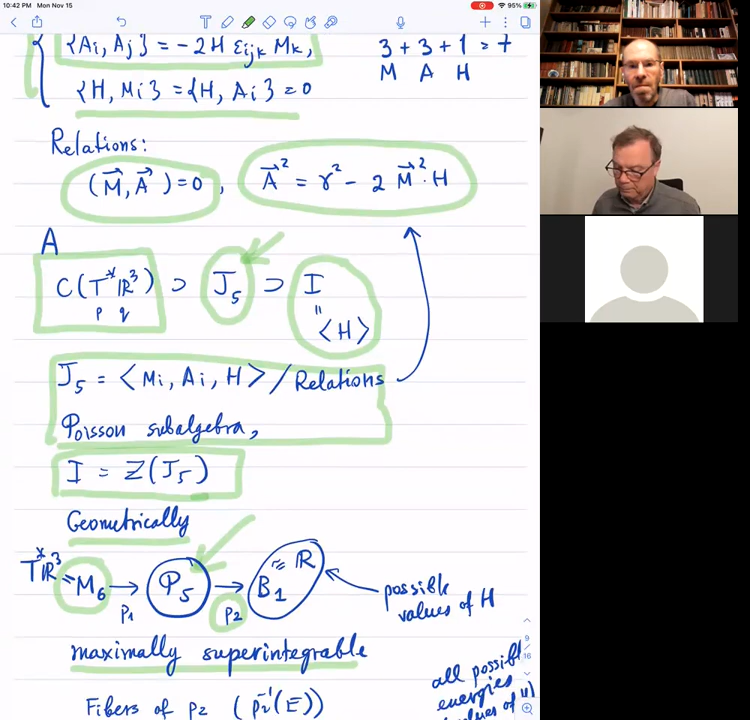 10:42 PM Mon Nov 15
95%
{Ai, Aj} = -2H εijk Mk,
3 + 3 + 1 = 7
M A H
{H, Mi} = {H, Ai} = 0
Relations:
(M⃗, A⃗) = 0, A⃗² = γ² - 2 M⃗² · H
A
C(T*ℝ³) ⊃ J₅ ⊃ I
p q
"
<H>
J₅ = <Mi, Ai, H> / Relations
Poisson subalgebra,
I = Z(J₅)
Geometrically
T*ℝ³ = M₆ → P₅ → B₁ ≃ ℝ
p₁ p₂
possible
values of H
9
16
maximally superintegrable
all possible
energies
Fibers of p₂ (p₂⁻¹(E))